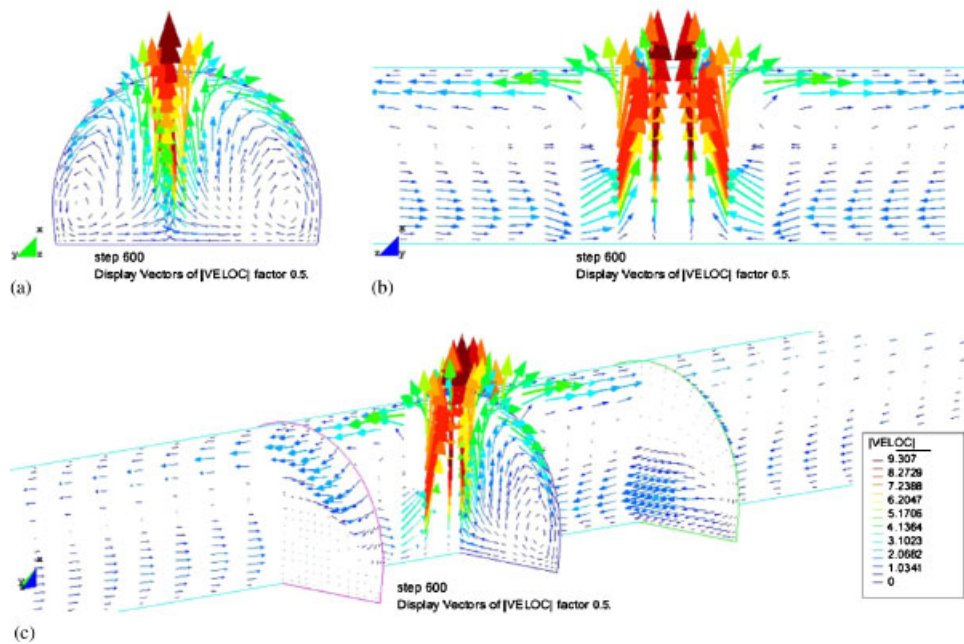 x
y z
step 600
Display Vectors of |VELOC| factor 0.5.
(a)
x
z y
step 600
Display Vectors of |VELOC| factor 0.5.
(b)
|VELOC|
9.307
8.2729
7.2388
6.2047
5.1706
4.1364
3.1023
2.0682
1.0341
0
x
step 600
Display Vectors of |VELOC| factor 0.5.
(c)